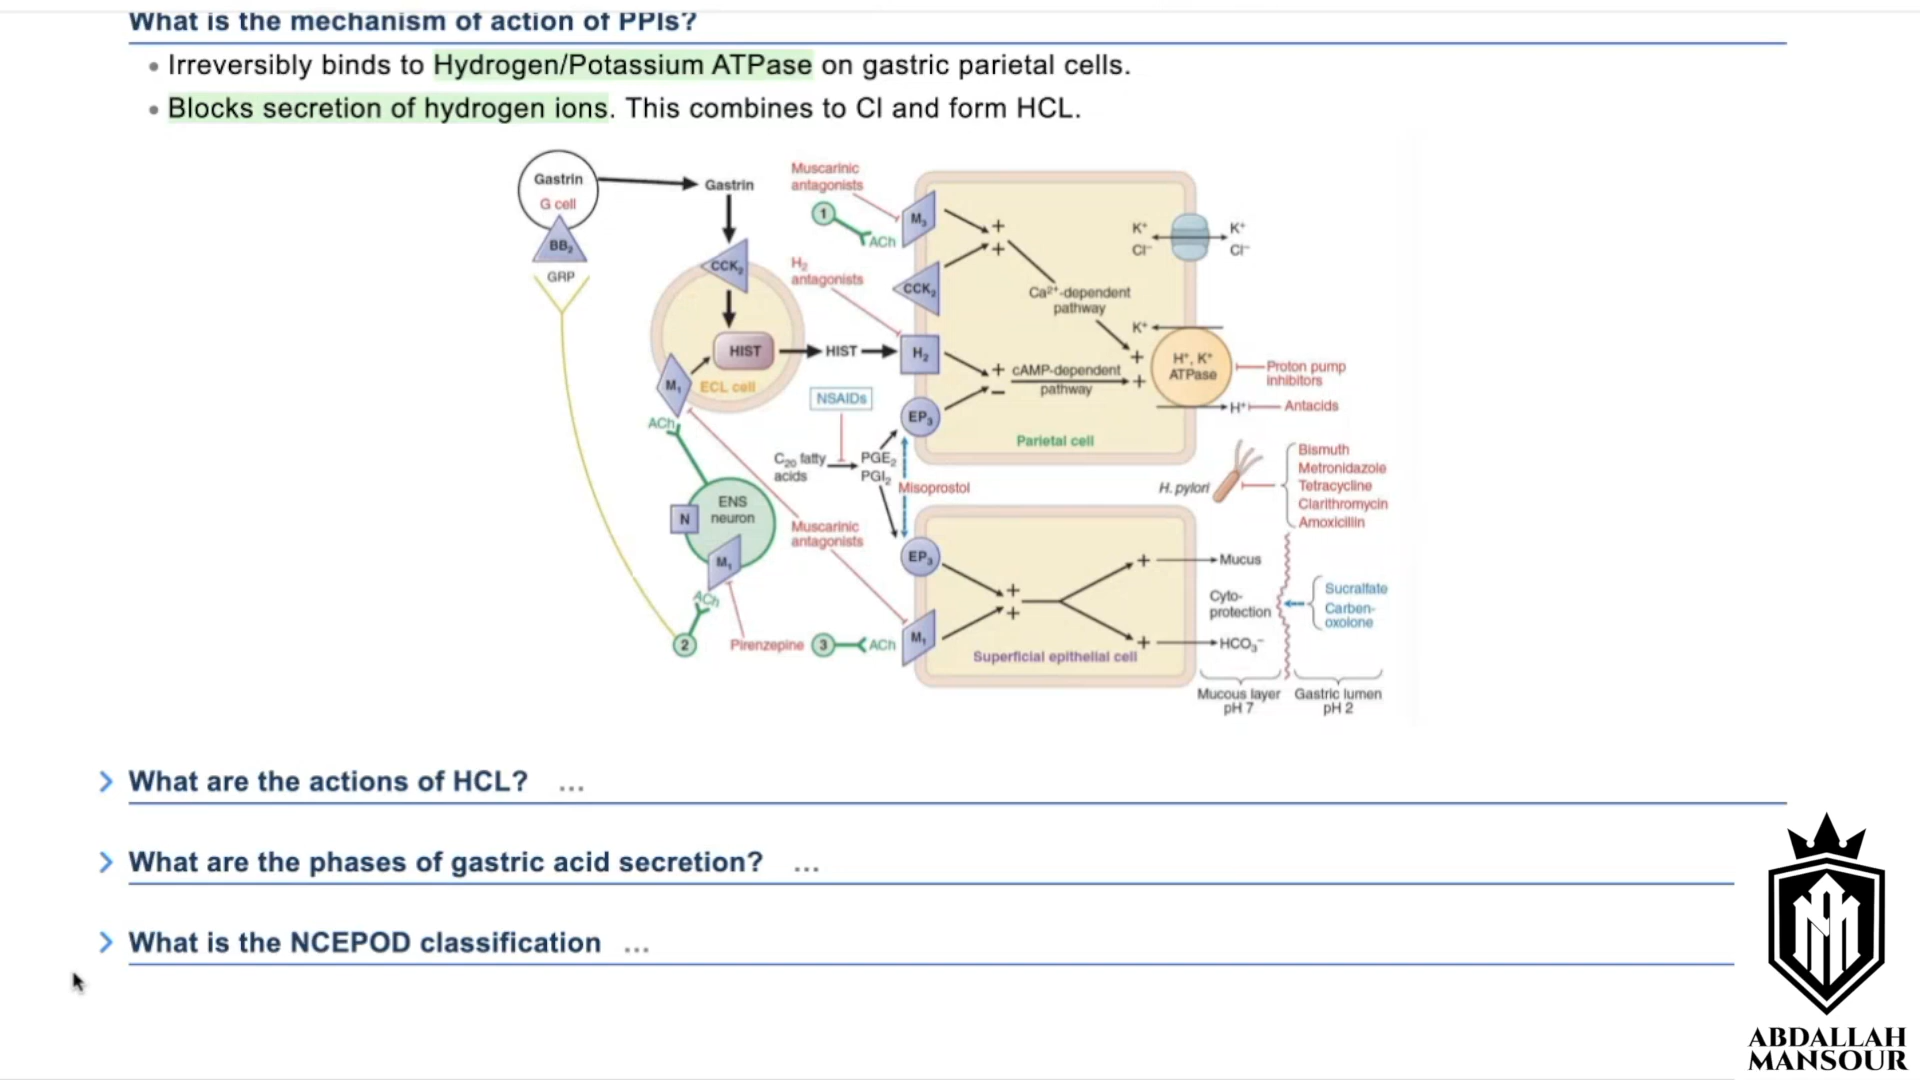 What is the mechanism of action of PPIs?
Irreversibly binds to Hydrogen/Potassium ATPase on gastric parietal cells.
Blocks secretion of hydrogen ions. This combines to Cl and form HCL.
Gastrin
G cell
BB₂
GRP
Gastrin
CCK₂
HIST
ECL cell
M₁
ACh
HIST
Muscarinic
antagonists
1
ACh
M₃
H₂
antagonists
CCK₂
H₂
NSAIDs
EP₃
C₂₀ fatty
acids
PGE₂
PGI₂
Misoprostol
+
+
Ca²⁺-dependent
pathway
+ cAMP-dependent
pathway
−
+
+
Parietal cell
K⁺
Cl⁻
K⁺
Cl⁻
K⁺
H⁺, K⁺
ATPase
Proton pump
inhibitors
H⁺
Antacids
H. pylori
Bismuth
Metronidazole
Tetracycline
Clarithromycin
Amoxicillin
ENS
neuron
N
M₁
ACh
2
Pirenzepine
3
ACh
Muscarinic
antagonists
EP₃
M₁
+
+
+
+
Superficial epithelial cell
Mucus
Cyto-
protection
HCO₃⁻
Sucralfate
Carben-
oxolone
Mucous layer
pH 7
Gastric lumen
pH 2
What are the actions of HCL? ...
What are the phases of gastric acid secretion? ...
What is the NCEPOD classification ...
ABDALLAH
MANSOUR